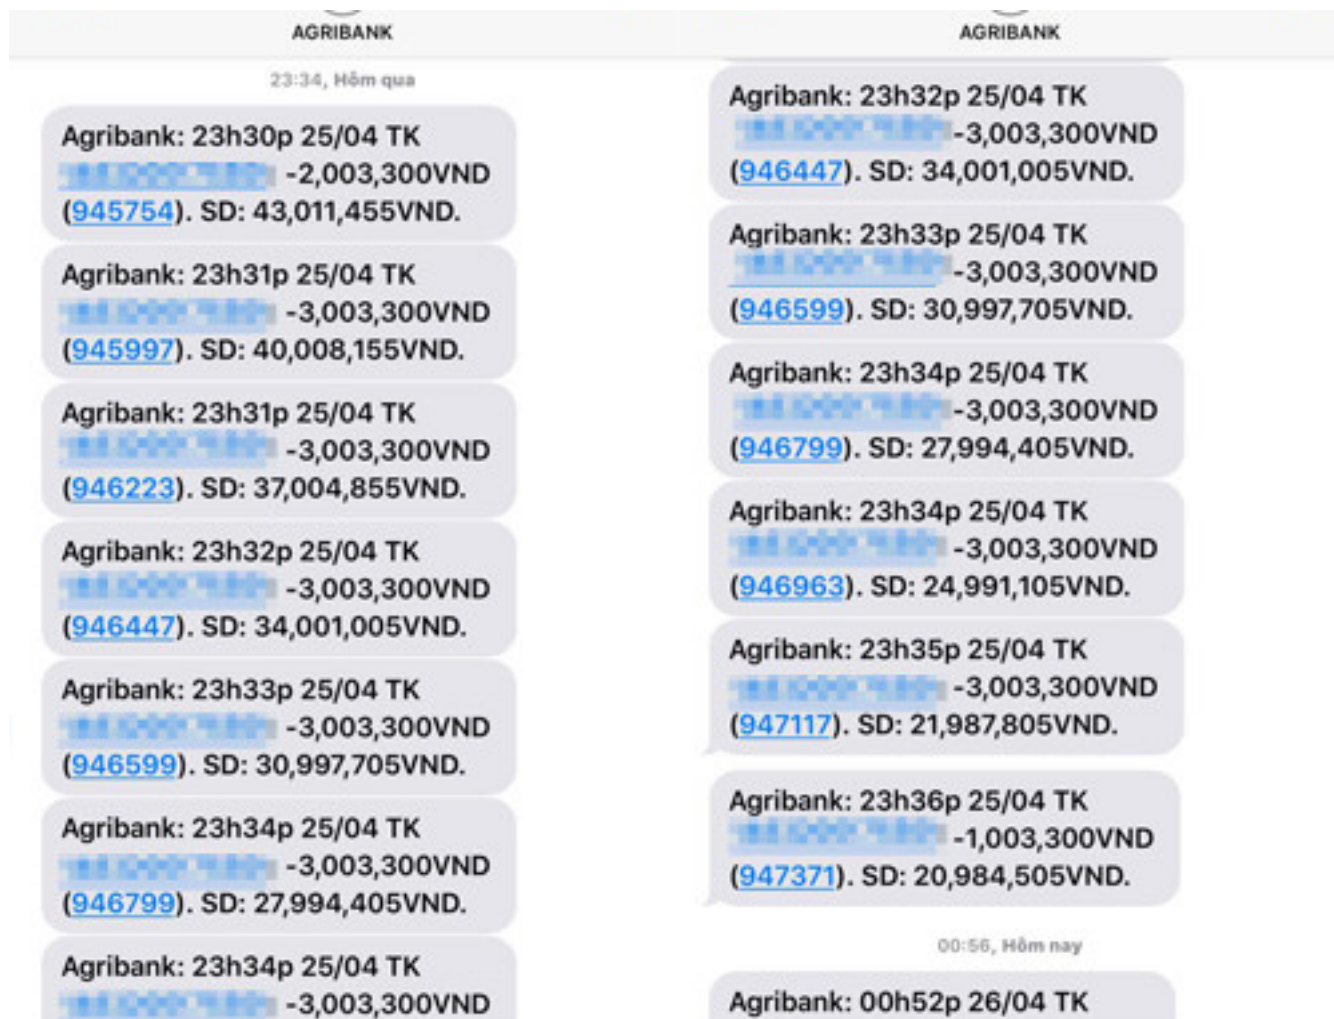 AGRIBANK
23:34, Hôm qua
Agribank: 23h30p 25/04 TK
-2,003,300VND
(945754). SD: 43,011,455VND.
Agribank: 23h31p 25/04 TK
-3,003,300VND
(945997). SD: 40,008,155VND.
Agribank: 23h31p 25/04 TK
-3,003,300VND
(946223). SD: 37,004,855VND.
Agribank: 23h32p 25/04 TK
-3,003,300VND
(946447). SD: 34,001,005VND.
Agribank: 23h33p 25/04 TK
-3,003,300VND
(946599). SD: 30,997,705VND.
Agribank: 23h34p 25/04 TK
-3,003,300VND
(946799). SD: 27,994,405VND.
Agribank: 23h34p 25/04 TK
-3,003,300VND
AGRIBANK
Agribank: 23h32p 25/04 TK
-3,003,300VND
(946447). SD: 34,001,005VND.
Agribank: 23h33p 25/04 TK
-3,003,300VND
(946599). SD: 30,997,705VND.
Agribank: 23h34p 25/04 TK
-3,003,300VND
(946799). SD: 27,994,405VND.
Agribank: 23h34p 25/04 TK
-3,003,300VND
(946963). SD: 24,991,105VND.
Agribank: 23h35p 25/04 TK
-3,003,300VND
(947117). SD: 21,987,805VND.
Agribank: 23h36p 25/04 TK
-1,003,300VND
(947371). SD: 20,984,505VND.
00:56, Hôm nay
Agribank: 00h52p 26/04 TK